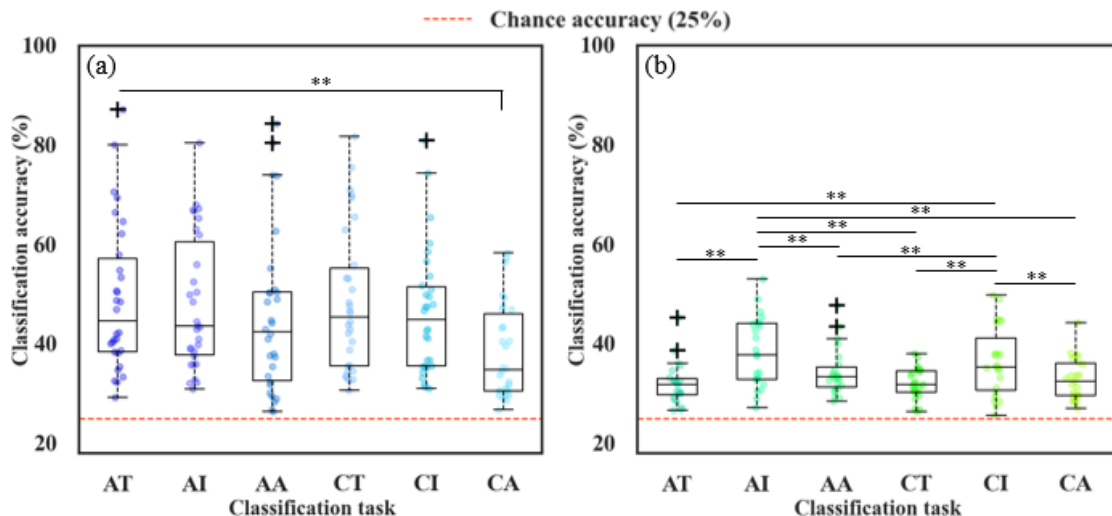 Chance accuracy (25%)
(a)
Classification accuracy (%)
100
80
60
40
20
**
AT AI AA CT CI CA
Classification task
(b)
Classification accuracy (%)
100
80
60
40
20
**
**
**
** **
** ** **
AT AI AA CT CI CA
Classification task